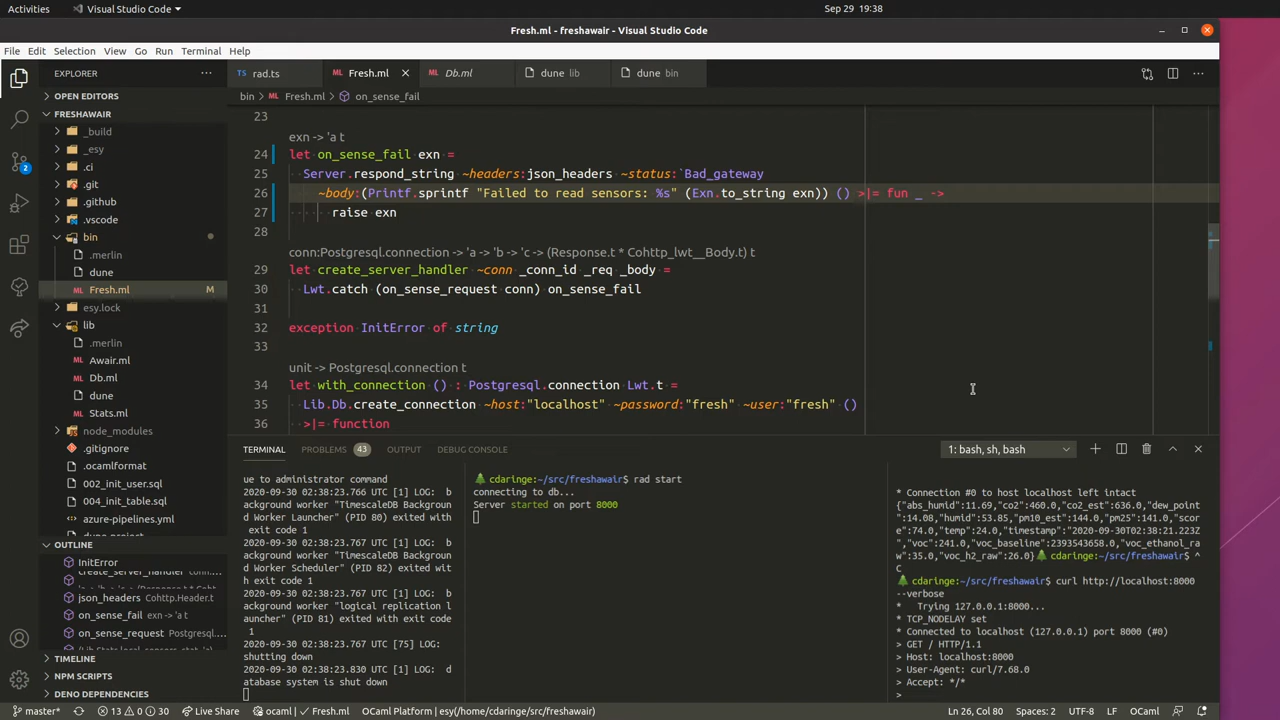 Activities
Visual Studio Code
Sep 29 19:38
Fresh.ml - freshawair - Visual Studio Code
File Edit Selection View Go Run Terminal Help
EXPLORER
rad.ts
Fresh.ml
Db.ml
dune lib
dune bin
bin > Fresh.ml > on_sense_fail
OPEN EDITORS
FRESHAWAIR
_build
_esy
.ci
.git
.github
.vscode
bin
.merlin
dune
Fresh.ml M
esy.lock
lib
.merlin
Awair.ml
Db.ml
dune
Stats.ml
node_modules
.gitignore
.ocamlformat
002_init_user.sql
004_init_table.sql
azure-pipelines.yml
dune-project
OUTLINE
InitError
create_server_handler
json_headers Cohttp.Header.t
on_sense_fail exn -> 'a t
on_sense_request Postgresql.
TIMELINE
NPM SCRIPTS
DENO DEPENDENCIES
2
23
exn -> 'a t
24 let on_sense_fail exn =
25 Server.respond_string ~headers:json_headers ~status:`Bad_gateway
26 ~body:(Printf.sprintf "Failed to read sensors: %s" (Exn.to_string exn)) () >|= fun _ ->
27 raise exn
28
conn:Postgresql.connection -> 'a -> 'b -> 'c -> (Response.t * Cohttp_lwt__Body.t) t
29 let create_server_handler ~conn _conn_id _req _body =
30 Lwt.catch (on_sense_request conn) on_sense_fail
31
32 exception InitError of string
33
unit -> Postgresql.connection t
34 let with_connection () : Postgresql.connection Lwt.t =
35 Lib.Db.create_connection ~host:"localhost" ~password:"fresh" ~user:"fresh" ()
36 >|= function
TERMINAL PROBLEMS 43 OUTPUT DEBUG CONSOLE
1: bash, sh, bash
ue to administrator command
2020-09-30 02:38:23.766 UTC [1] LOG:  b
ackground worker "TimescaleDB Backgroun
d Worker Launcher" (PID 80) exited with
 exit code 1
2020-09-30 02:38:23.767 UTC [1] LOG:  b
ackground worker "TimescaleDB Backgroun
d Worker Scheduler" (PID 82) exited wit
h exit code 1
2020-09-30 02:38:23.767 UTC [1] LOG:  b
ackground worker "logical replication l
auncher" (PID 81) exited with exit code
 1
2020-09-30 02:38:23.767 UTC [75] LOG:
shutting down
2020-09-30 02:38:23.830 UTC [1] LOG:  d
atabase system is shut down
cdaringe:~/src/freshawair$ rad start
connecting to db...
Server started on port 8000
* Connection #0 to host localhost left intact
{"abs_humid":11.69,"co2":460.0,"co2_est":636.0,"dew_point"
:14.08,"humid":53.85,"pm10_est":144.0,"pm25":141.0,"scor
e":74.0,"temp":24.0,"timestamp":"2020-09-30T02:38:21.223Z
","voc":241.0,"voc_baseline":2393543658.0,"voc_ethanol_ra
w":35.0,"voc_h2_raw":26.0} cdaringe:~/src/freshawair$ ^
C
cdaringe:~/src/freshawair$ curl http://localhost:8000
--verbose
*   Trying 127.0.0.1:8000...
* TCP_NODELAY set
* Connected to localhost (127.0.0.1) port 8000 (#0)
> GET / HTTP/1.1
> Host: localhost:8000
> User-Agent: curl/7.68.0
> Accept: */*
>
master* 13 0 30 Live Share ocaml | Fresh.ml OCaml Platform | esy(/home/cdaringe/src/freshawair) Ln 26, Col 80 Spaces: 2 UTF-8 LF OCaml